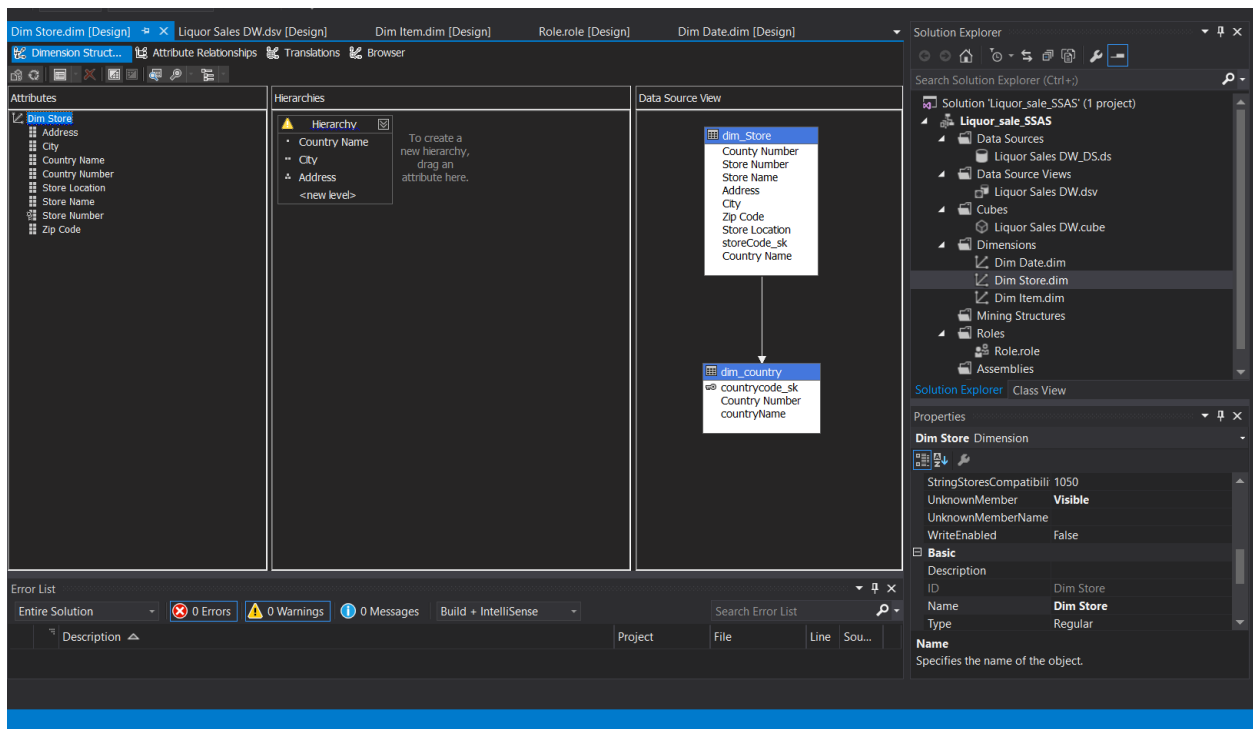 Dim Store.dim [Design]
Liquor Sales DW.dsv [Design]
Dim Item.dim [Design]
Role.role [Design]
Dim Date.dim [Design]
Dimension Struct...
Attribute Relationships
Translations
Browser
Attributes
Dim Store
Address
City
Country Name
Country Number
Store Location
Store Name
Store Number
Zip Code
Hierarchies
Hierarchy
Country Name
City
Address
<new level>
To create a
new hierarchy,
drag an
attribute here.
Data Source View
dim_Store
County Number
Store Number
Store Name
Address
City
Zip Code
Store Location
storeCode_sk
Country Name
dim_country
countrycode_sk
Country Number
countryName
Error List
Entire Solution
0 Errors
0 Warnings
0 Messages
Build + IntelliSense
Search Error List
Description
Project
File
Line
Sou...
Solution Explorer
Search Solution Explorer (Ctrl+;)
Solution 'Liquor_sale_SSAS' (1 project)
Liquor_sale_SSAS
Data Sources
Liquor Sales DW_DS.ds
Data Source Views
Liquor Sales DW.dsv
Cubes
Liquor Sales DW.cube
Dimensions
Dim Date.dim
Dim Store.dim
Dim Item.dim
Mining Structures
Roles
Role.role
Assemblies
Solution Explorer
Class View
Properties
Dim Store Dimension
StringStoresCompatibili 1050
UnknownMember Visible
UnknownMemberName
WriteEnabled False
Basic
Description
ID Dim Store
Name Dim Store
Type Regular
Name
Specifies the name of the object.